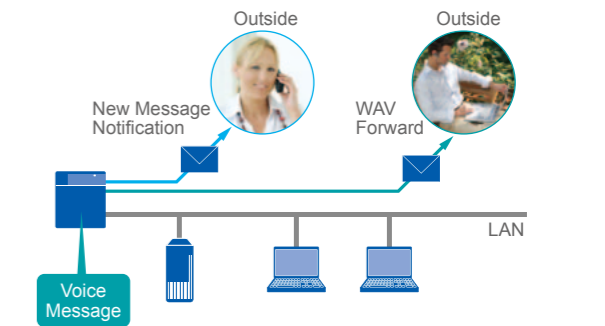 Outside
Outside
New Message
Notification
WAV
Forward
LAN
Voice
Message